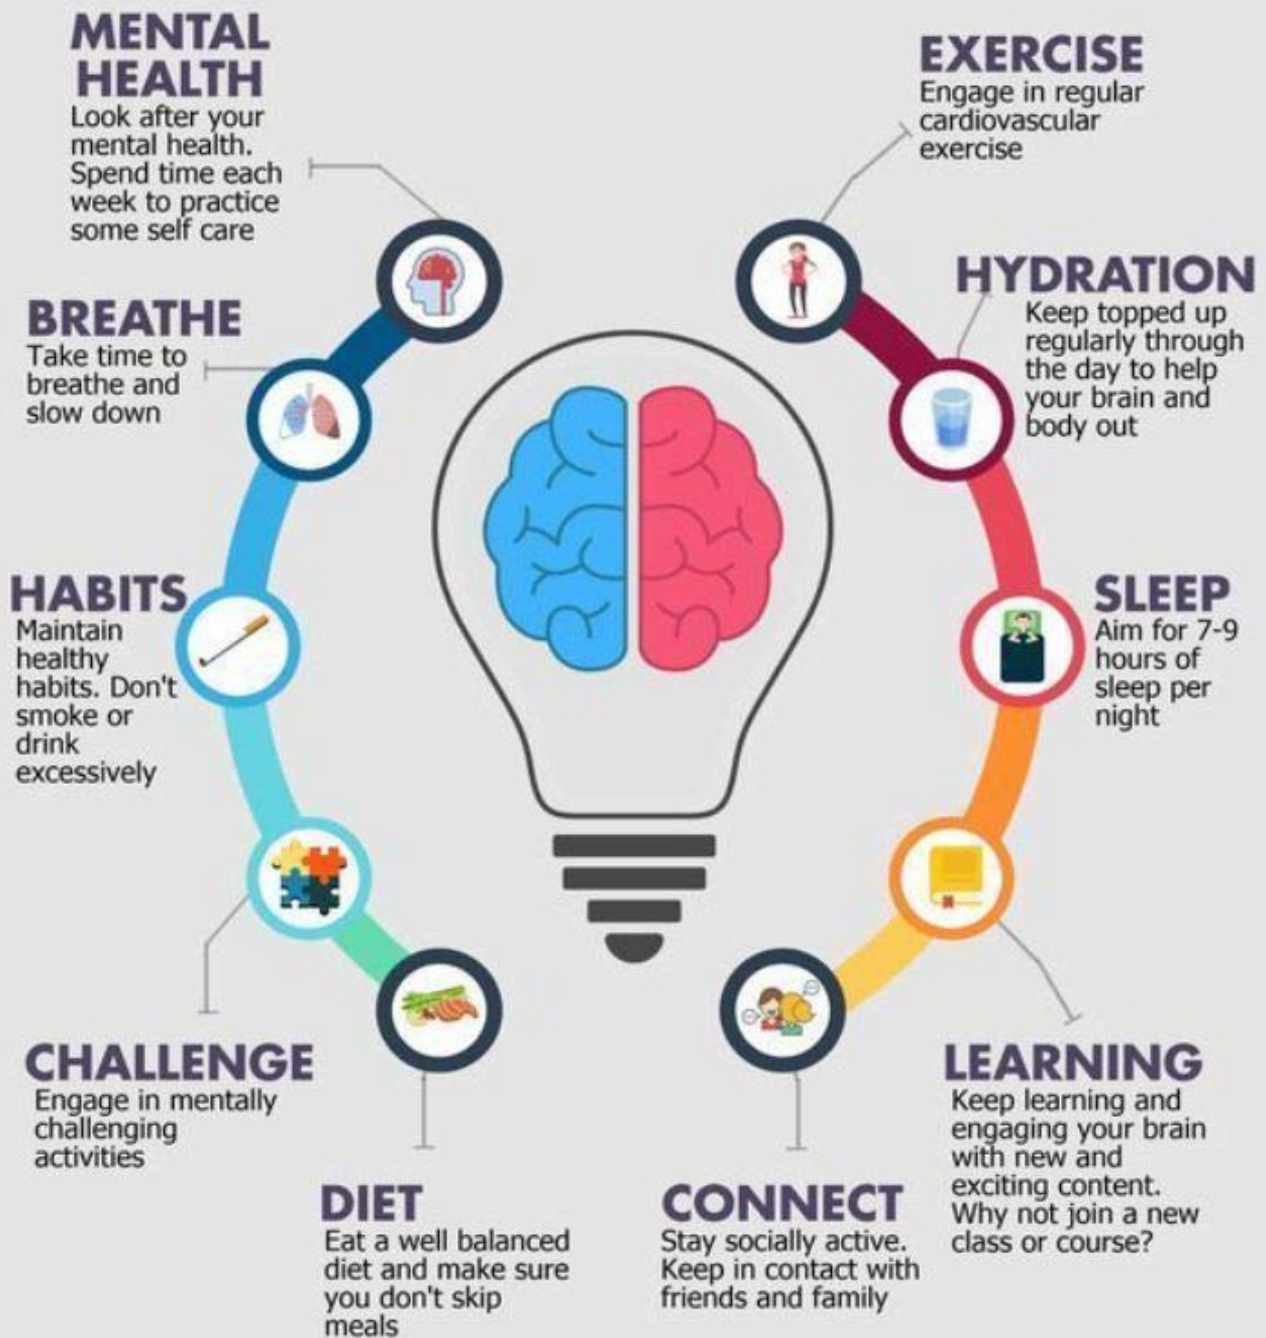 MENTAL
HEALTH
Look after your
mental health.
Spend time each
week to practice
some self care
BREATHE
Take time to
breathe and
slow down
HABITS
Maintain
healthy
habits. Don't
smoke or
drink
excessively
CHALLENGE
Engage in mentally
challenging
activities
DIET
Eat a well balanced
diet and make sure
you don't skip
meals
EXERCISE
Engage in regular
cardiovascular
exercise
HYDRATION
Keep topped up
regularly through
the day to help
your brain and
body out
SLEEP
Aim for 7-9
hours of
sleep per
night
LEARNING
Keep learning and
engaging your brain
with new and
exciting content.
Why not join a new
class or course?
CONNECT
Stay socially active.
Keep in contact with
friends and family